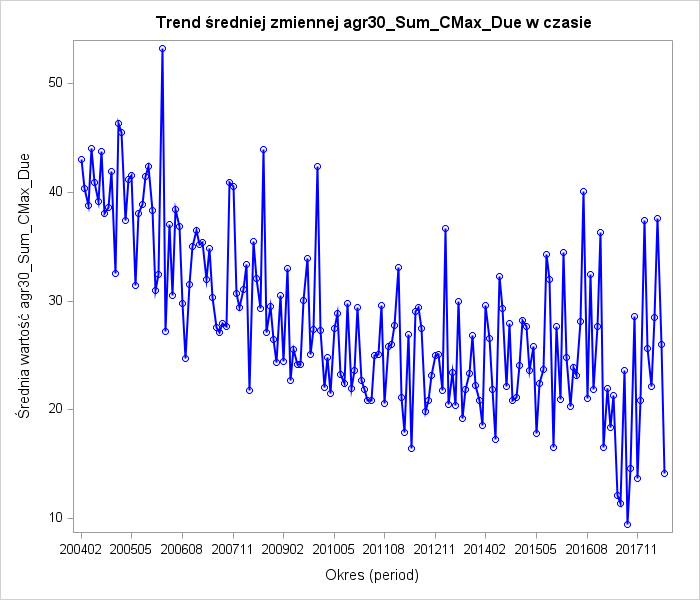 Trend średniej zmiennej agr30_Sum_CMax_Due w czasie
Średnia wartość agr30_Sum_CMax_Due
50
40
30
20
10
200402 200505 200608 200711 200902 201005 201108 201211 201402 201505 201608 201711
Okres (period)